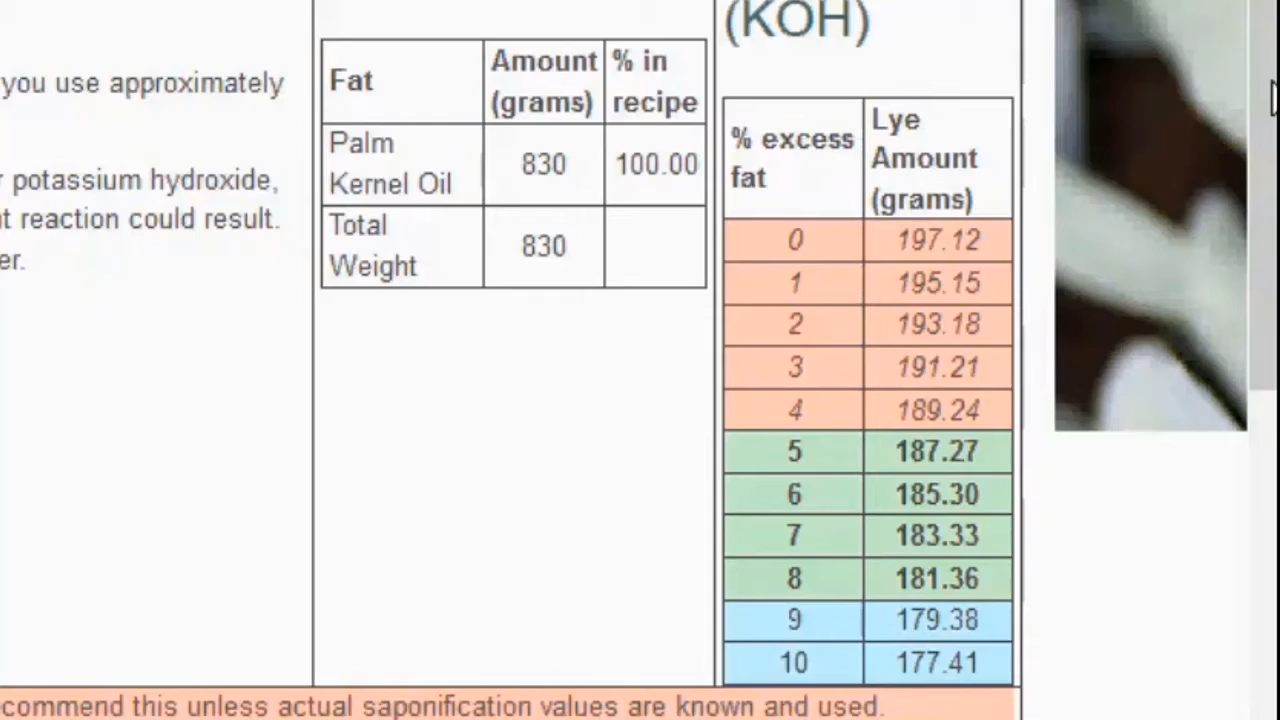 (KOH)
you use approximately
potassium hydroxide,
reaction could result.
Fat | Amount (grams) | % in recipe
Palm Kernel Oil | 830 | 100.00
Total Weight | 830
% excess fat | Lye Amount (grams)
0 | 197.12
1 | 195.15
2 | 193.18
3 | 191.21
4 | 189.24
5 | 187.27
6 | 185.30
7 | 183.33
8 | 181.36
9 | 179.38
10 | 177.41
commend this unless actual saponification values are known and used.